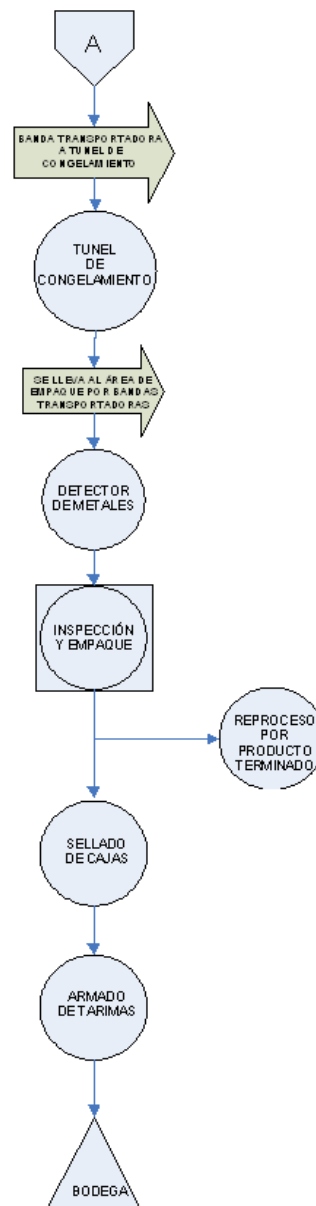 A
BANDA TRANSPORTADORA
A TUNEL DE
CONGELAMIENTO
TUNEL
DE
CONGELAMIENTO
SE LLEVA AL ÁREA DE
EMPAQUE POR BANDAS
TRANSPORTADORAS
DETECTOR
DE METALES
INSPECCIÓN
Y EMPAQUE
REPROCESO
POR
PRODUCTO
TERMINADO
SELLADO
DE CAJAS
ARMADO
DE TARIMAS
BODEGA